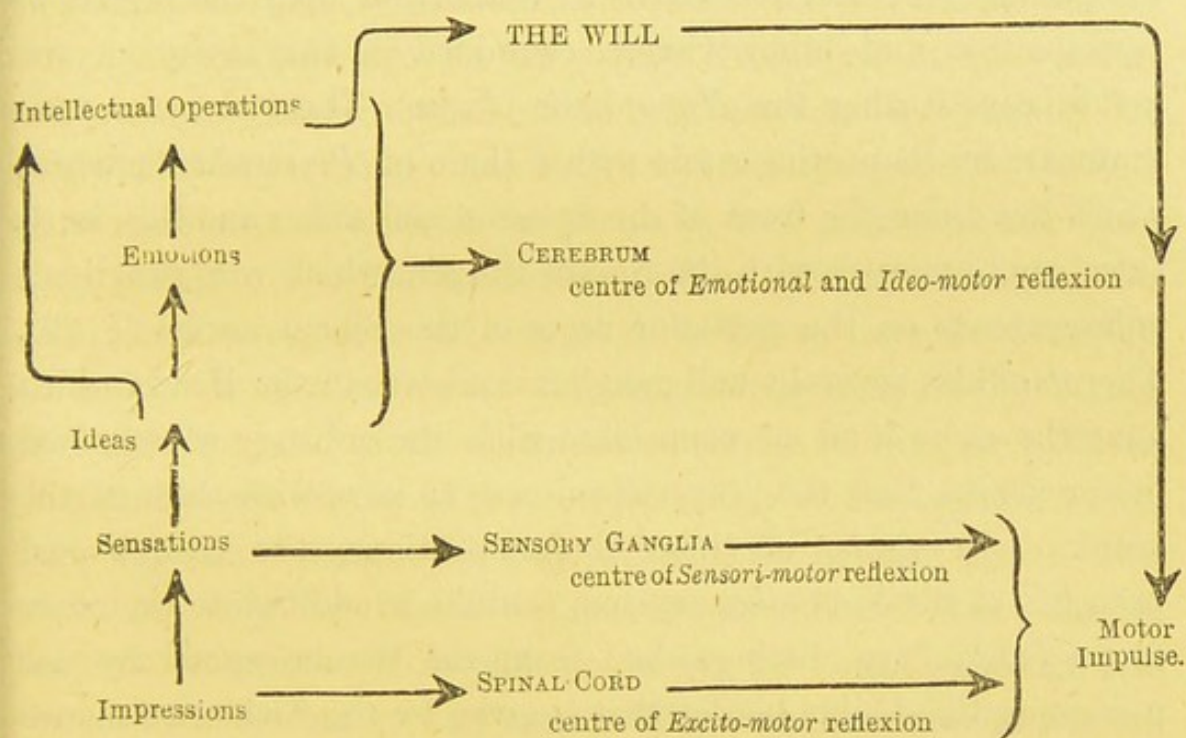 THE WILL
Intellectual Operations
Emotions
CEREBRUM
centre of Emotional and Ideo-motor reflexion
Ideas
Sensations
SENSORY GANGLIA
centre of Sensori-motor reflexion
Motor
Impulse.
SPINAL CORD
Impressions
centre of Excito-motor reflexion